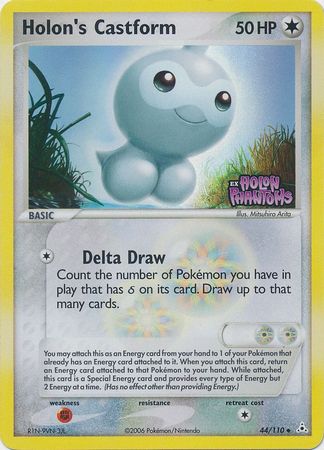 Holon's Castform 50 HP
EX HOLON PHANTOMS
Illus. Mitsuhiro Arita
BASIC
Delta Draw
Count the number of Pokémon you have in
play that has δ on its card. Draw up to that
many cards.
You may attach this as an Energy card from your hand to 1 of your Pokémon that
already has an Energy card attached to it. When you attach this card, return
an Energy card attached to that Pokémon to your hand. While attached,
this card is a Special Energy card and provides every type of Energy but
2 Energy at a time. (Has no effect other than providing Energy.)
weakness resistance retreat cost
R1N-9VN-3JL ©2006 Pokémon/Nintendo 44/110